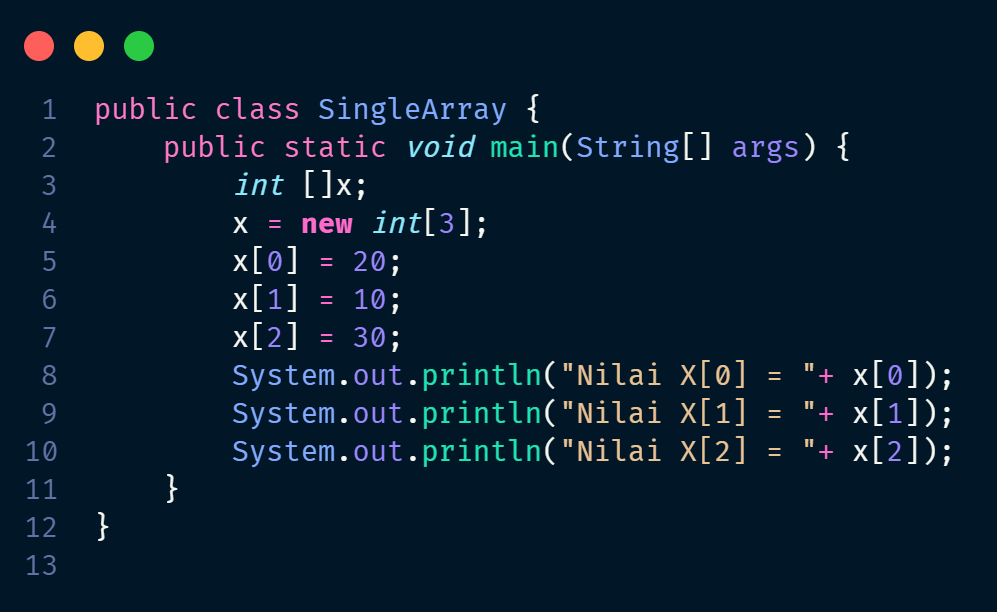 1 public class SingleArray {
2     public static void main(String[] args) {
3         int []x;
4         x = new int[3];
5         x[0] = 20;
6         x[1] = 10;
7         x[2] = 30;
8         System.out.println("Nilai X[0] = "+ x[0]);
9         System.out.println("Nilai X[1] = "+ x[1]);
10         System.out.println("Nilai X[2] = "+ x[2]);
11     }
12 }
13